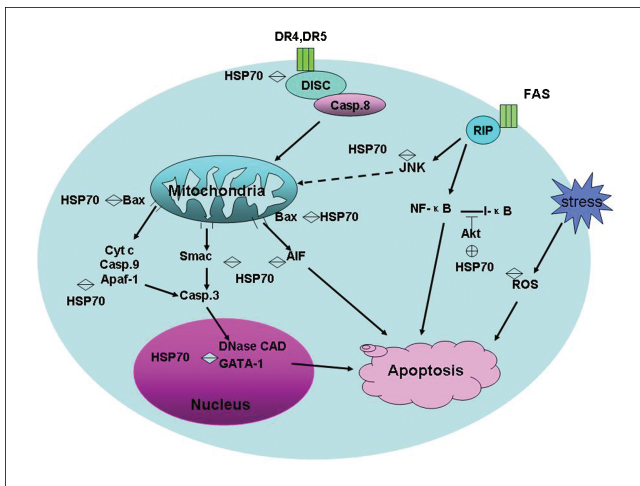 DR4,DR5
HSP70
DISC
Casp.8
FAS
RIP
HSP70
JNK
Mitochondria
HSP70 Bax
Bax HSP70
NF-κB I-κB
stress
Akt
HSP70
ROS
Cyt c
Casp.9
Apaf-1
HSP70
Smac
HSP70
AIF
Casp.3
HSP70
DNase CAD
GATA-1
Nucleus
Apoptosis